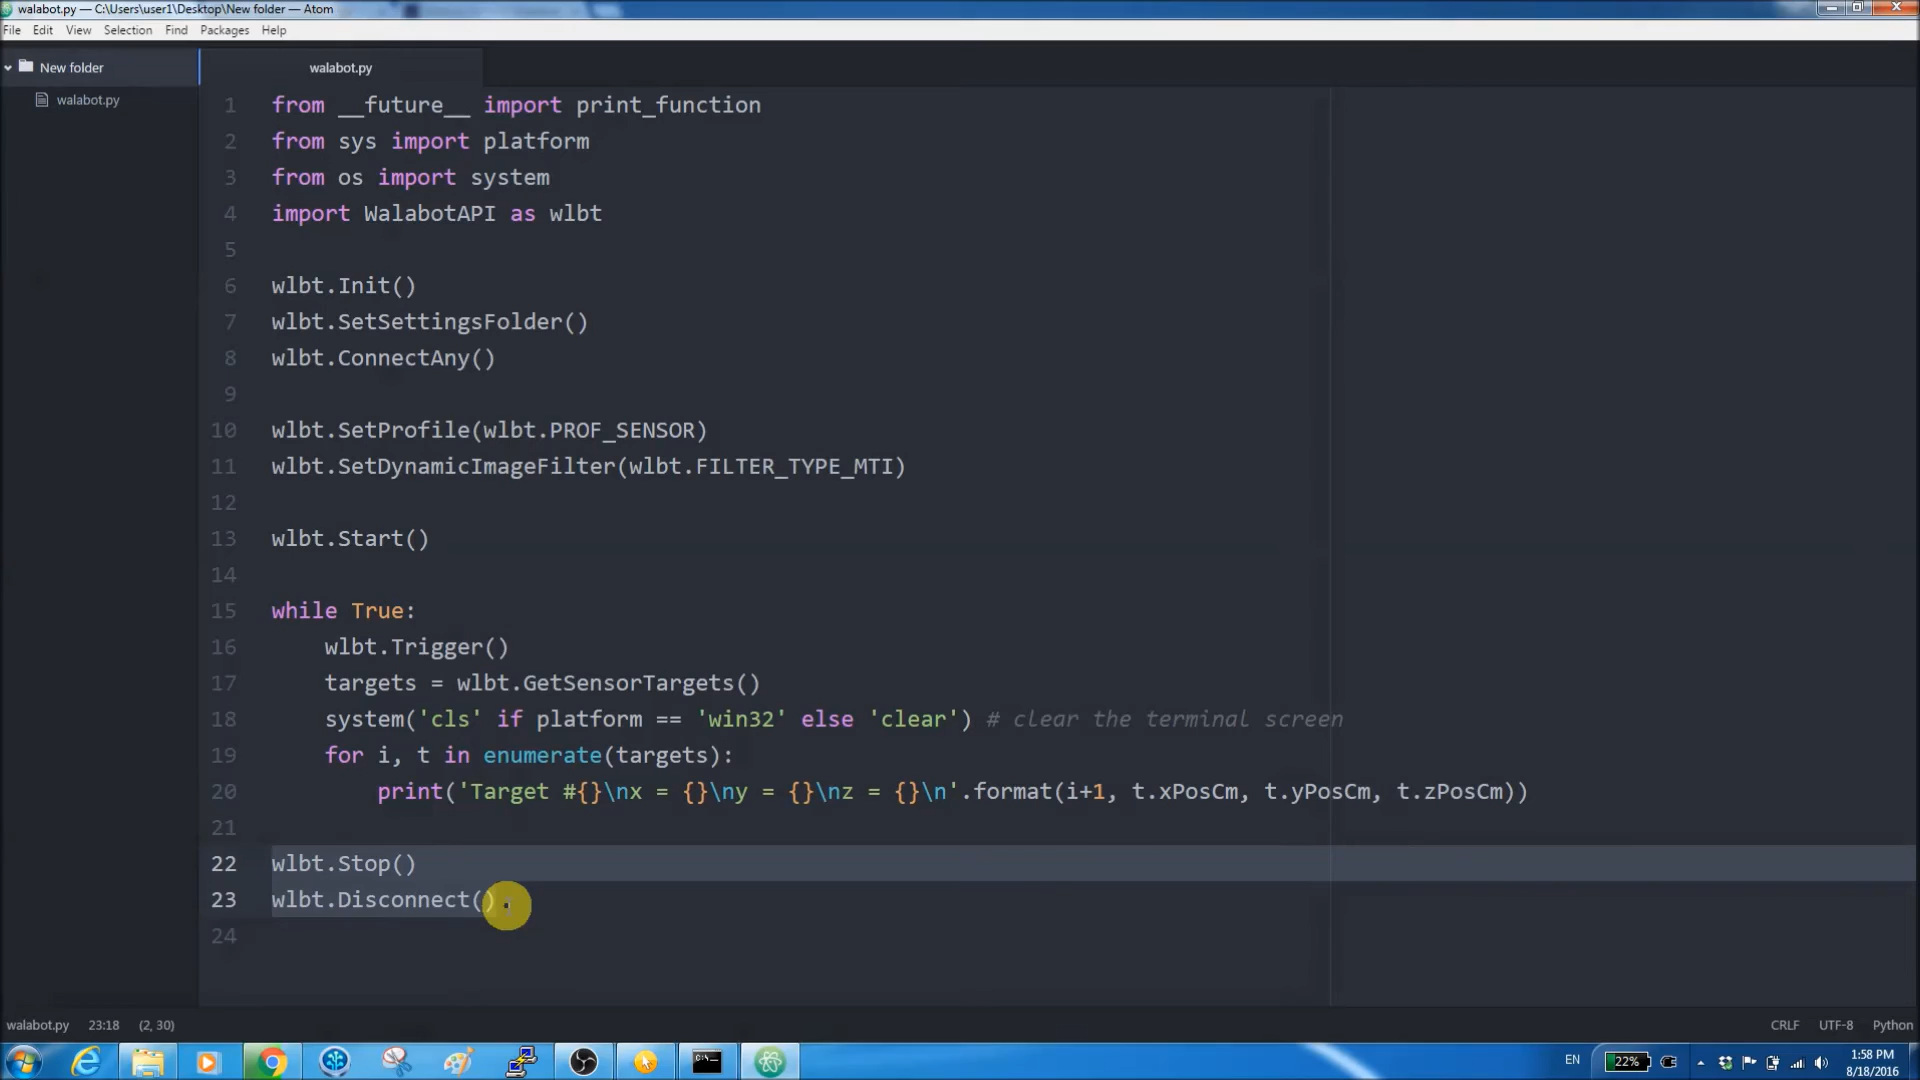 walabot.py — C:\Users\user1\Desktop\New folder — Atom
File Edit View Selection Find Packages Help
New folder
walabot.py
walabot.py
1 from __future__ import print_function
2 from sys import platform
3 from os import system
4 import WalabotAPI as wlbt
5
6 wlbt.Init()
7 wlbt.SetSettingsFolder()
8 wlbt.ConnectAny()
9
10 wlbt.SetProfile(wlbt.PROF_SENSOR)
11 wlbt.SetDynamicImageFilter(wlbt.FILTER_TYPE_MTI)
12
13 wlbt.Start()
14
15 while True:
16     wlbt.Trigger()
17     targets = wlbt.GetSensorTargets()
18     system('cls' if platform == 'win32' else 'clear') # clear the terminal screen
19     for i, t in enumerate(targets):
20         print('Target #{}\nx = {}\ny = {}\nz = {}\n'.format(i+1, t.xPosCm, t.yPosCm, t.zPosCm))
21
22 wlbt.Stop()
23 wlbt.Disconnect()
24
walabot.py 23:18 (2, 30) CRLF UTF-8 Python
EN 22% 1:58 PM
8/18/2016